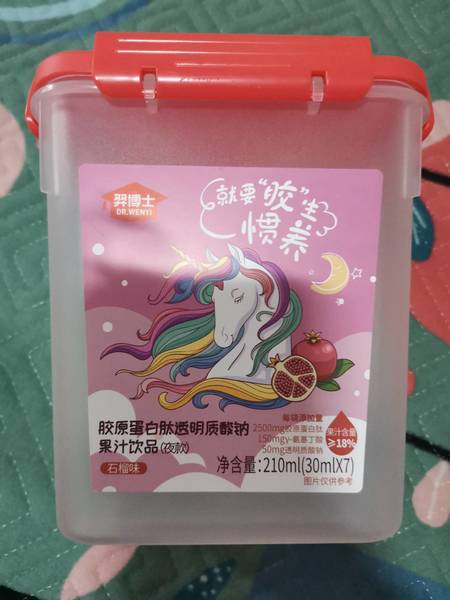 羿博士
DR.WENYI
就要“胶”生
惯养
胶原蛋白肽透明质酸钠
果汁饮品(夜款)
石榴味
每袋添加量
2500mg胶原蛋白肽
150mgγ-氨基丁酸
50mg透明质酸钠
果汁含量
≥18%
净含量:210ml(30mlX7)
图片仅供参考